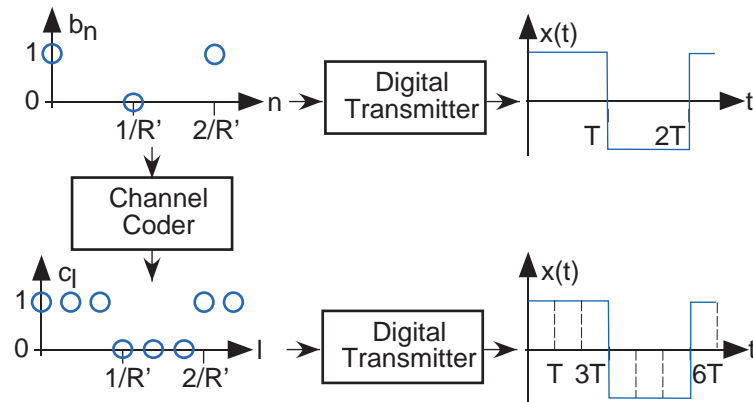 b_n
1
0
n
1/R' 2/R'
Digital
Transmitter
x(t)
T 2T
t
Channel
Coder
c_l
1
0
l
1/R' 2/R'
Digital
Transmitter
x(t)
T 3T 6T
t